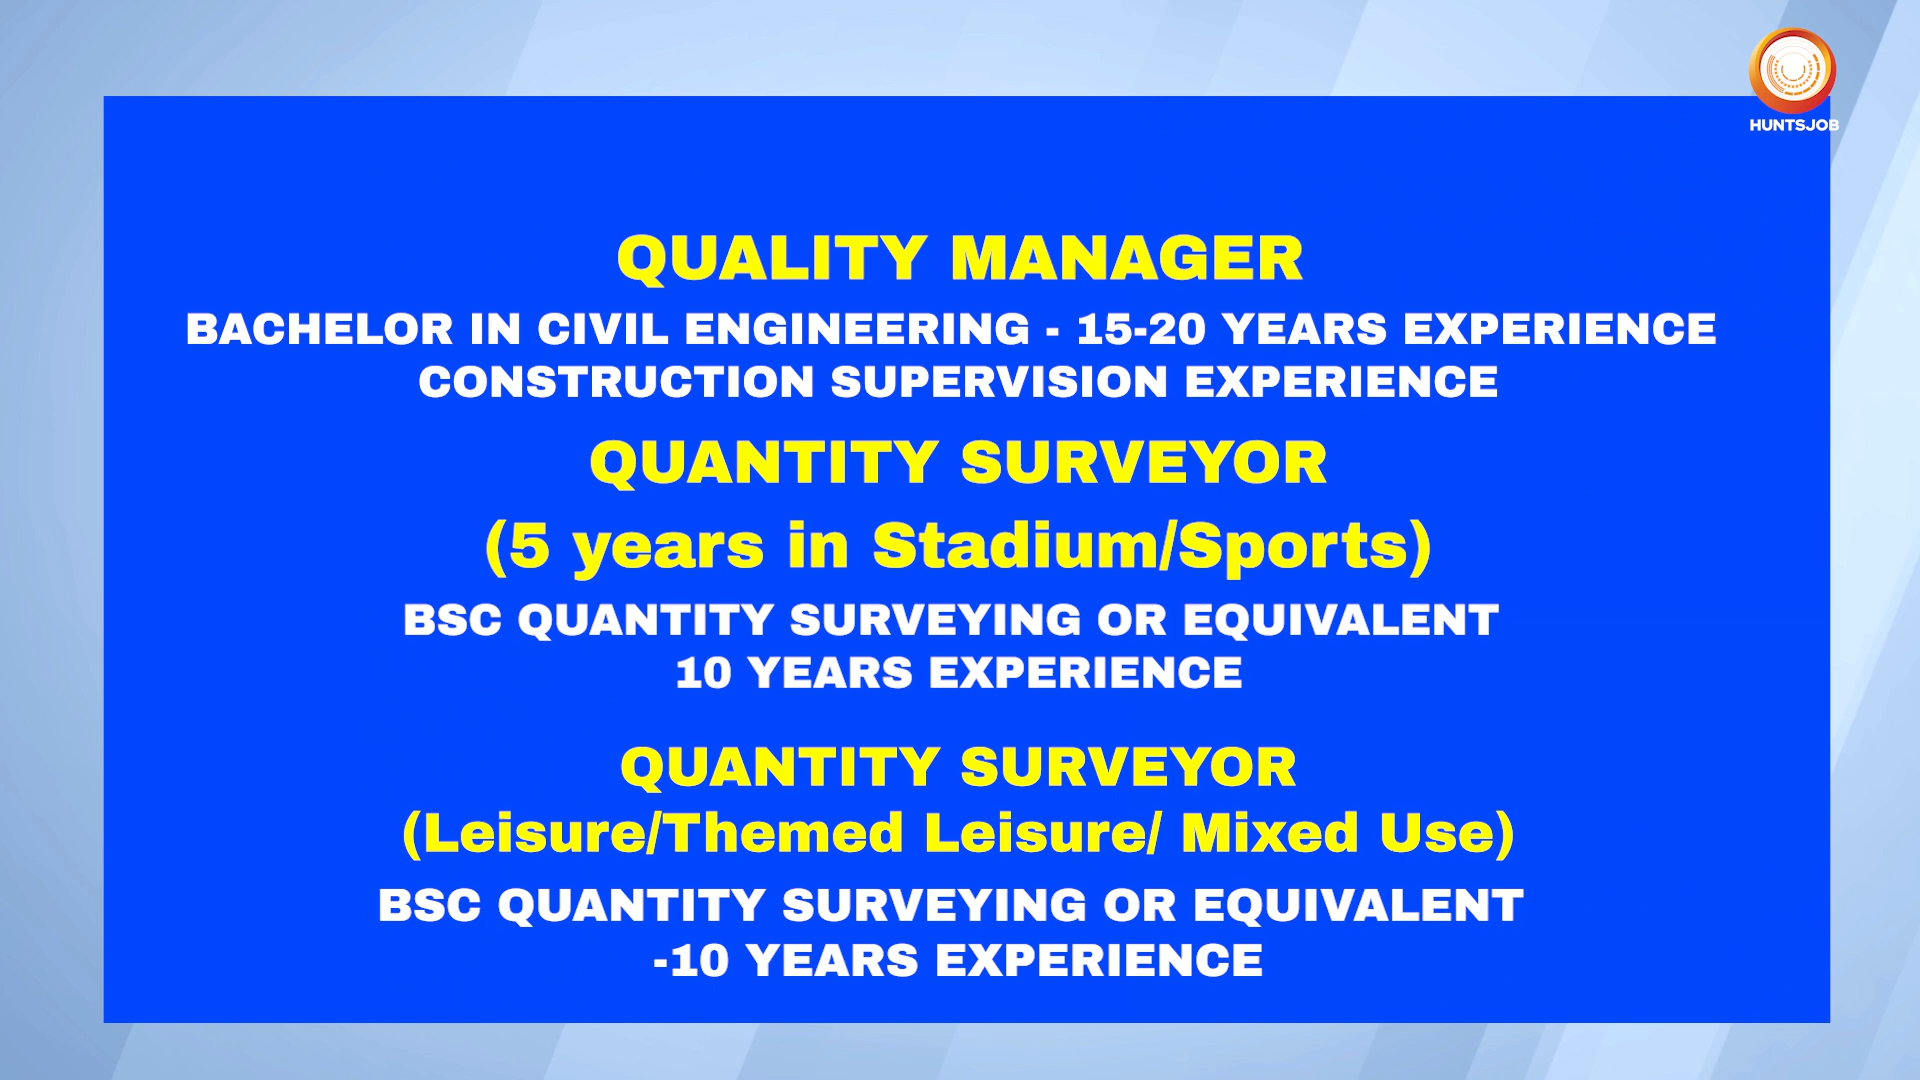 HUNTSJOB
QUALITY MANAGER
BACHELOR IN CIVIL ENGINEERING - 15-20 YEARS EXPERIENCE
CONSTRUCTION SUPERVISION EXPERIENCE
QUANTITY SURVEYOR
(5 years in Stadium/Sports)
BSC QUANTITY SURVEYING OR EQUIVALENT
10 YEARS EXPERIENCE
QUANTITY SURVEYOR
(Leisure/Themed Leisure/ Mixed Use)
BSC QUANTITY SURVEYING OR EQUIVALENT
-10 YEARS EXPERIENCE